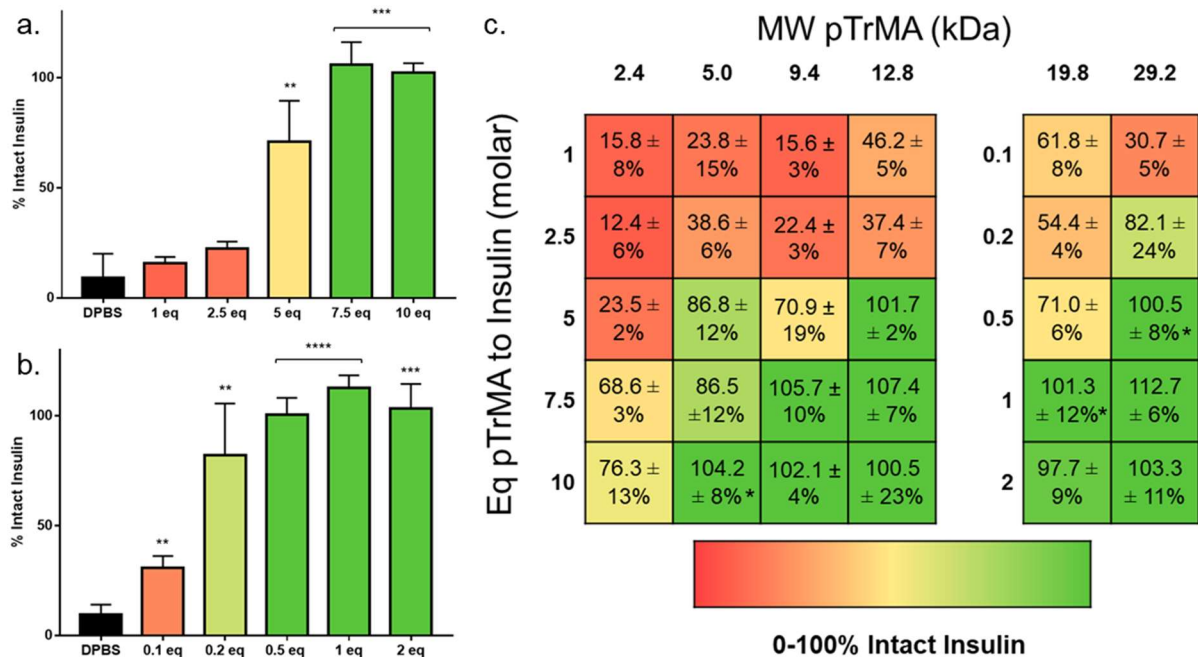 a.
***
**
100
50
0
% Intact Insulin
DPBS 1 eq 2.5 eq 5 eq 7.5 eq 10 eq
b.
****
***
**
**
100
50
0
% Intact Insulin
DPBS 0.1 eq 0.2 eq 0.5 eq 1 eq 2 eq
c.
MW pTrMA (kDa)
2.4 5.0 9.4 12.8 19.8 29.2
Eq pTrMA to Insulin (molar)
1 15.8 ± 23.8 ± 15.6 ± 46.2 ± 0.1 61.8 ± 30.7 ±
8% 15% 3% 5% 8% 5%
2.5 12.4 ± 38.6 ± 22.4 ± 37.4 ± 0.2 54.4 ± 82.1 ±
6% 6% 3% 7% 4% 24%
5 23.5 ± 86.8 ± 70.9 ± 101.7 0.5 71.0 ± 100.5
2% 12% 19% ± 2% 6% ± 8%*
7.5 68.6 ± 86.5 105.7 ± 107.4 1 101.3 112.7
3% ±12% 10% ± 7% ± 12%* ± 6%
10 76.3 ± 104.2 102.1 ± 100.5 2 97.7 ± 103.3
13% ± 8%* 4% ± 23% 9% ± 11%
0-100% Intact Insulin